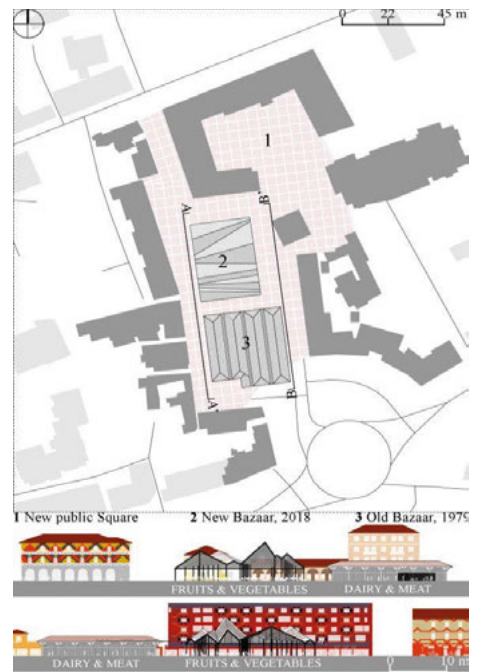 0 22 45 m
1
A
B'
2
3
A'
B
1 New public Square 2 New Bazaar, 2018 3 Old Bazaar, 1979
FRUITS & VEGETABLES DAIRY & MEAT
DAIRY & MEAT FRUITS & VEGETABLES 0 10 m